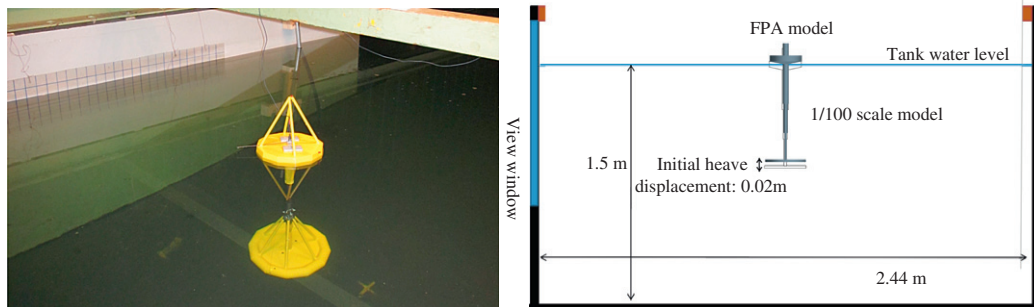 FPA model
Tank water level
1/100 scale model
View window
1.5 m
Initial heave
displacement: 0.02m
2.44 m